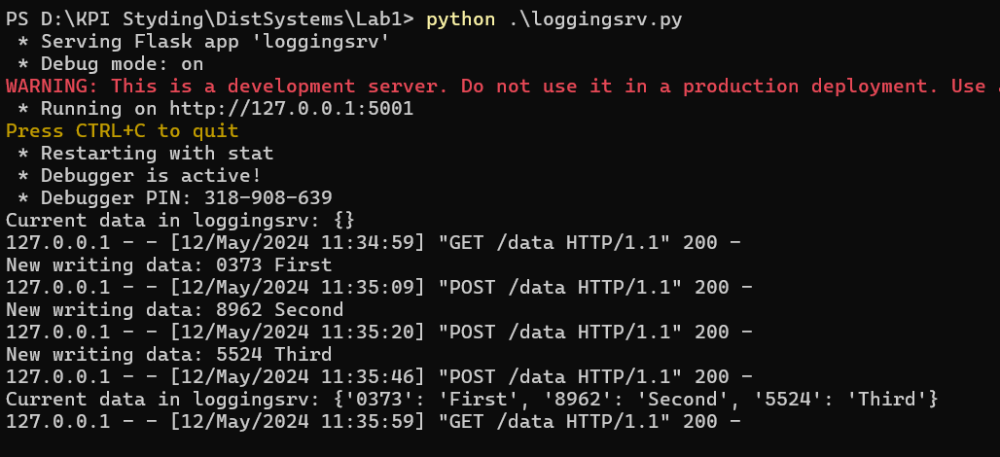 PS D:\KPI Styding\DistSystems\Lab1> python .\loggingsrv.py
 * Serving Flask app 'loggingsrv'
 * Debug mode: on
WARNING: This is a development server. Do not use it in a production deployment. Use
 * Running on http://127.0.0.1:5001
Press CTRL+C to quit
 * Restarting with stat
 * Debugger is active!
 * Debugger PIN: 318-908-639
Current data in loggingsrv: {}
127.0.0.1 - - [12/May/2024 11:34:59] "GET /data HTTP/1.1" 200 -
New writing data: 0373 First
127.0.0.1 - - [12/May/2024 11:35:09] "POST /data HTTP/1.1" 200 -
New writing data: 8962 Second
127.0.0.1 - - [12/May/2024 11:35:20] "POST /data HTTP/1.1" 200 -
New writing data: 5524 Third
127.0.0.1 - - [12/May/2024 11:35:46] "POST /data HTTP/1.1" 200 -
Current data in loggingsrv: {'0373': 'First', '8962': 'Second', '5524': 'Third'}
127.0.0.1 - - [12/May/2024 11:35:59] "GET /data HTTP/1.1" 200 -